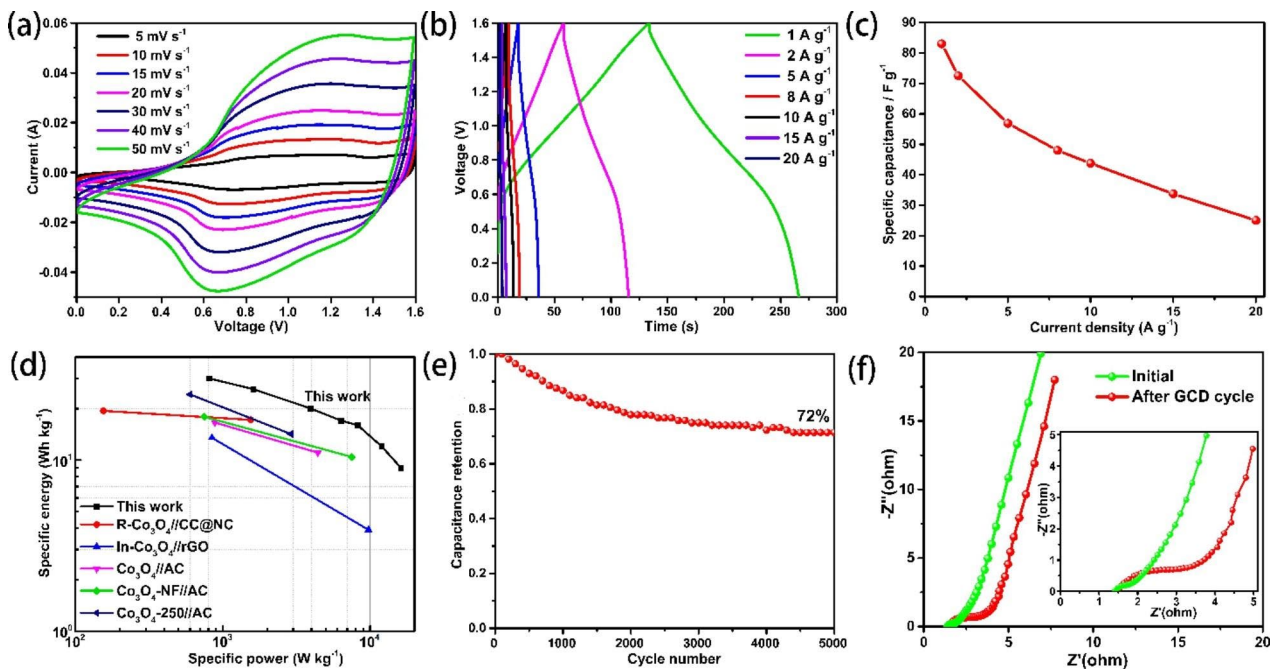 (a)
5 mV s⁻¹
10 mV s⁻¹
15 mV s⁻¹
20 mV s⁻¹
30 mV s⁻¹
40 mV s⁻¹
50 mV s⁻¹
Current (A)
0.06
0.04
0.02
0.00
-0.02
-0.04
0.0 0.2 0.4 0.6 0.8 1.0 1.2 1.4 1.6
Voltage (V)
(b)
1 A g⁻¹
2 A g⁻¹
5 A g⁻¹
8 A g⁻¹
10 A g⁻¹
15 A g⁻¹
20 A g⁻¹
Voltage (V)
1.6
1.4
1.2
1.0
0.8
0.6
0.4
0.2
0.0
0 50 100 150 200 250 300
Time (s)
(c)
Specific capacitance / F g⁻¹
90
80
70
60
50
40
30
20
10
0
0 5 10 15 20
Current density (A g⁻¹)
(d)
This work
Specific energy (Wh kg⁻¹)
10¹
10⁰
This work
R-Co₃O₄//CC@NC
In-Co₃O₄//rGO
Co₃O₄//AC
Co₃O₄-NF//AC
Co₃O₄-250//AC
10² 10³ 10⁴
Specific power (W kg⁻¹)
(e)
Capacitance retention
1.0
0.8
0.6
0.4
0.2
0.0
72%
0 1000 2000 3000 4000 5000
Cycle number
(f)
Initial
After GCD cycle
-Z''(ohm)
20
15
10
5
0
0 5 10 15 20
Z'(ohm)
-Z''(ohm)
5
4
3
2
1
0
0 1 2 3 4 5
Z'(ohm)